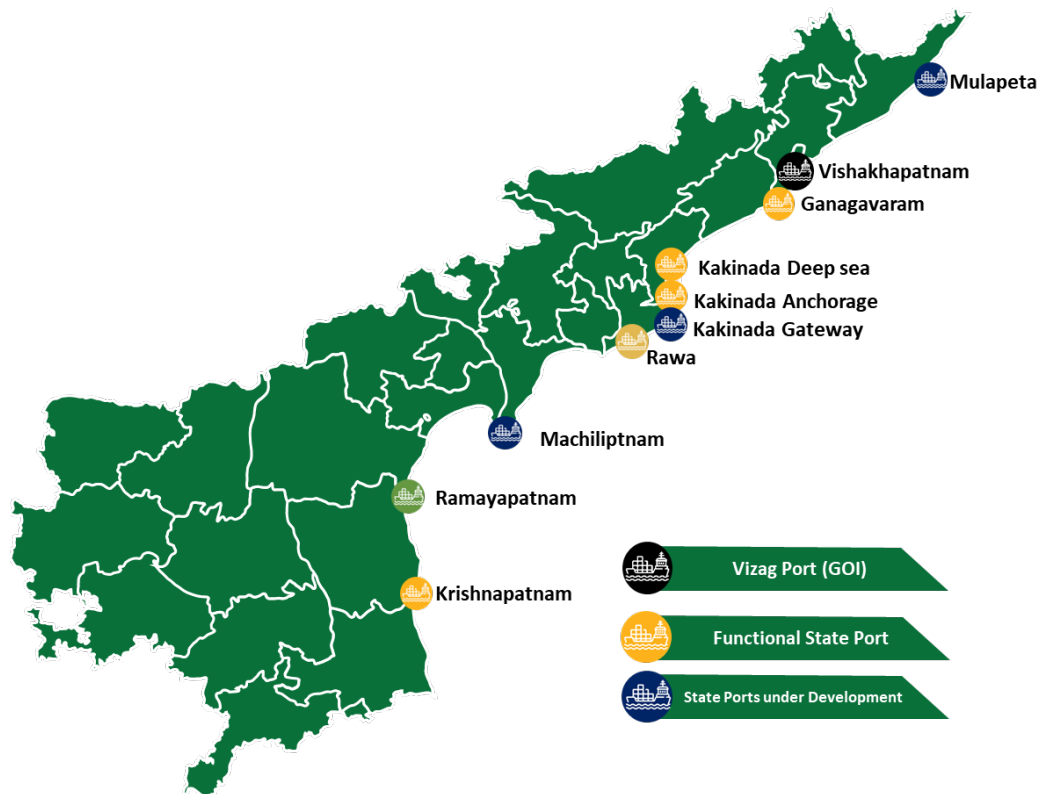 Mulapeta
Vishakhapatnam
Ganagavaram
Kakinada Deep sea
Kakinada Anchorage
Kakinada Gateway
Rawa
Machiliptnam
Ramayapatnam
Krishnapatnam
Vizag Port (GOI)
Functional State Port
State Ports under Development